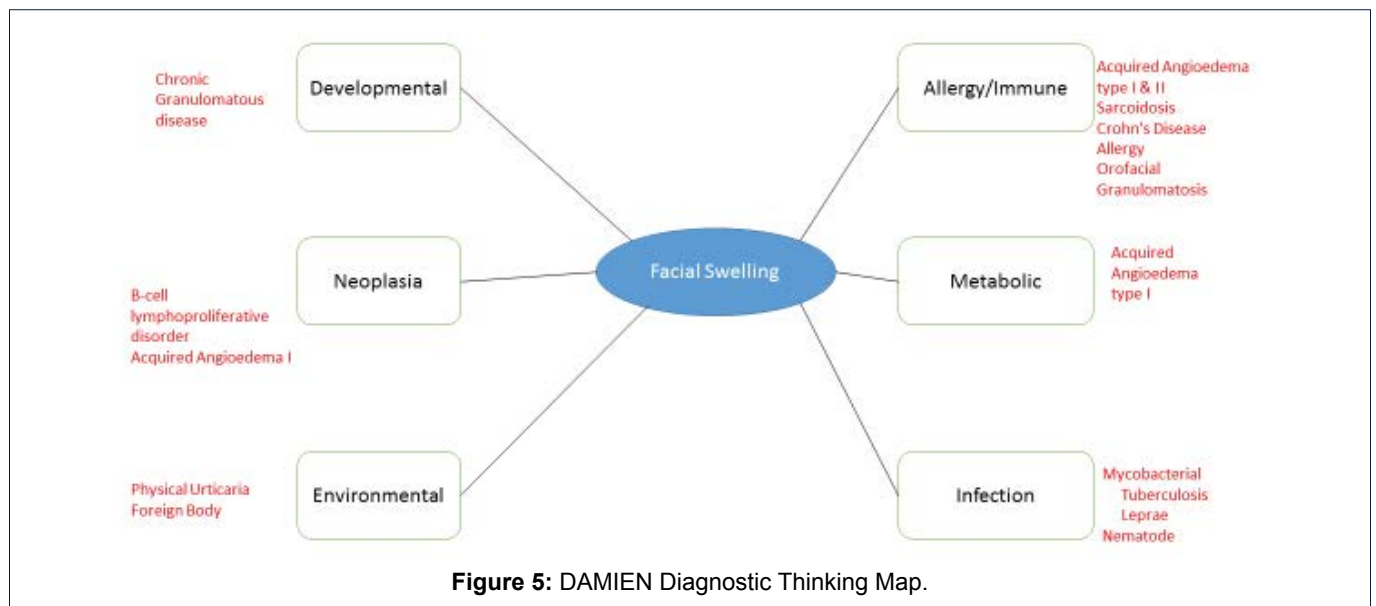 Developmental
Chronic
Granulomatous
disease
Allergy/Immune
Acquired Angioedema
type I & II
Sarcoidosis
Crohn's Disease
Allergy
Orofacial
Granulomatosis
Neoplasia
B-cell
lymphoproliferative
disorder
Acquired Angioedema I
Facial Swelling
Metabolic
Acquired
Angioedema
type I
Environmental
Physical Urticaria
Foreign Body
Infection
Mycobacterial
Tuberculosis
Leprae
Nematode
Figure 5: DAMIEN Diagnostic Thinking Map.